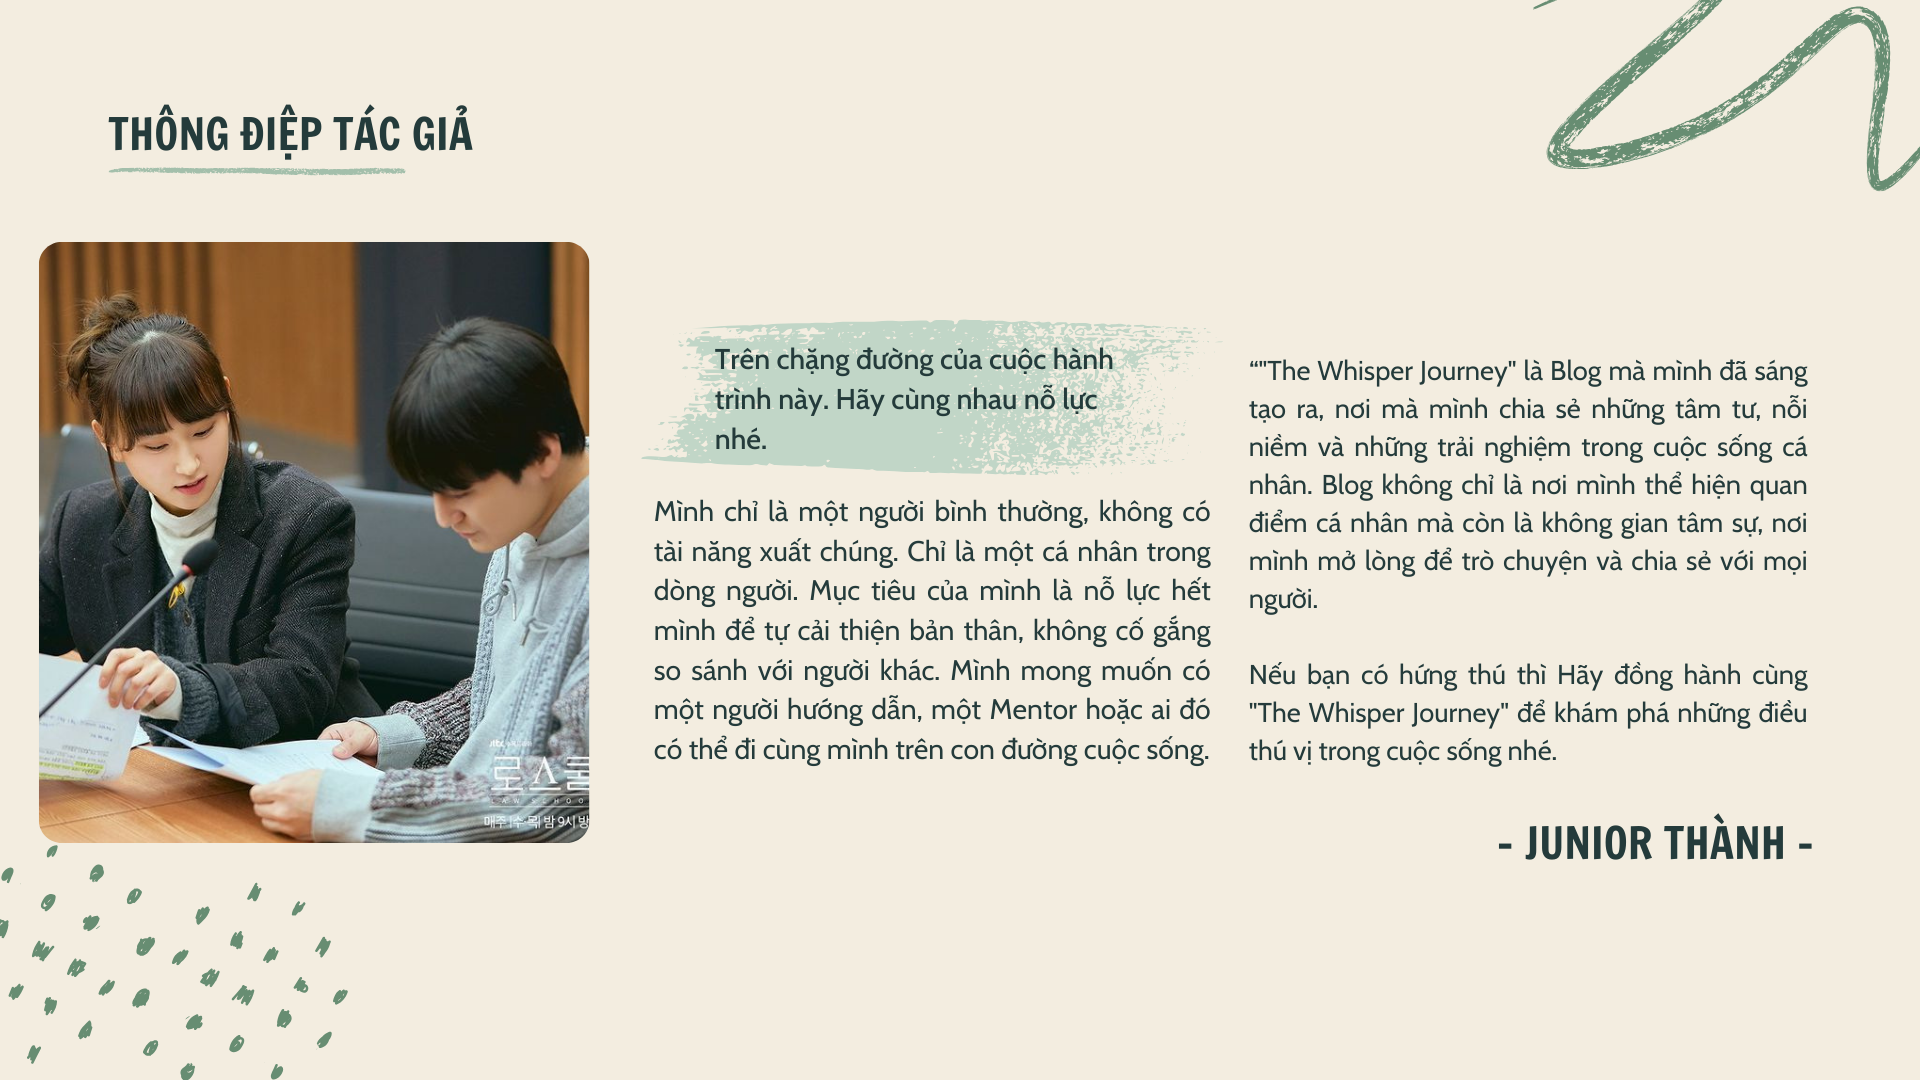 THÔNG ĐIỆP TÁC GIẢ
Trên chặng đường của cuộc hành
trình này. Hãy cùng nhau nỗ lực
nhé.
Mình chỉ là một người bình thường, không có
tài năng xuất chúng. Chỉ là một cá nhân trong
dòng người. Mục tiêu của mình là nỗ lực hết
mình để tự cải thiện bản thân, không cố gắng
so sánh với người khác. Mình mong muốn có
một người hướng dẫn, một Mentor hoặc ai đó
có thể đi cùng mình trên con đường cuộc sống.
“"The Whisper Journey" là Blog mà mình đã sáng
tạo ra, nơi mà mình chia sẻ những tâm tư, nỗi
niềm và những trải nghiệm trong cuộc sống cá
nhân. Blog không chỉ là nơi mình thể hiện quan
điểm cá nhân mà còn là không gian tâm sự, nơi
mình mở lòng để trò chuyện và chia sẻ với mọi
người.
Nếu bạn có hứng thú thì Hãy đồng hành cùng
"The Whisper Journey" để khám phá những điều
thú vị trong cuộc sống nhé.
- JUNIOR THÀNH -
로스쿨
LAW SCHOO
매주|수·목|밤 9시 방